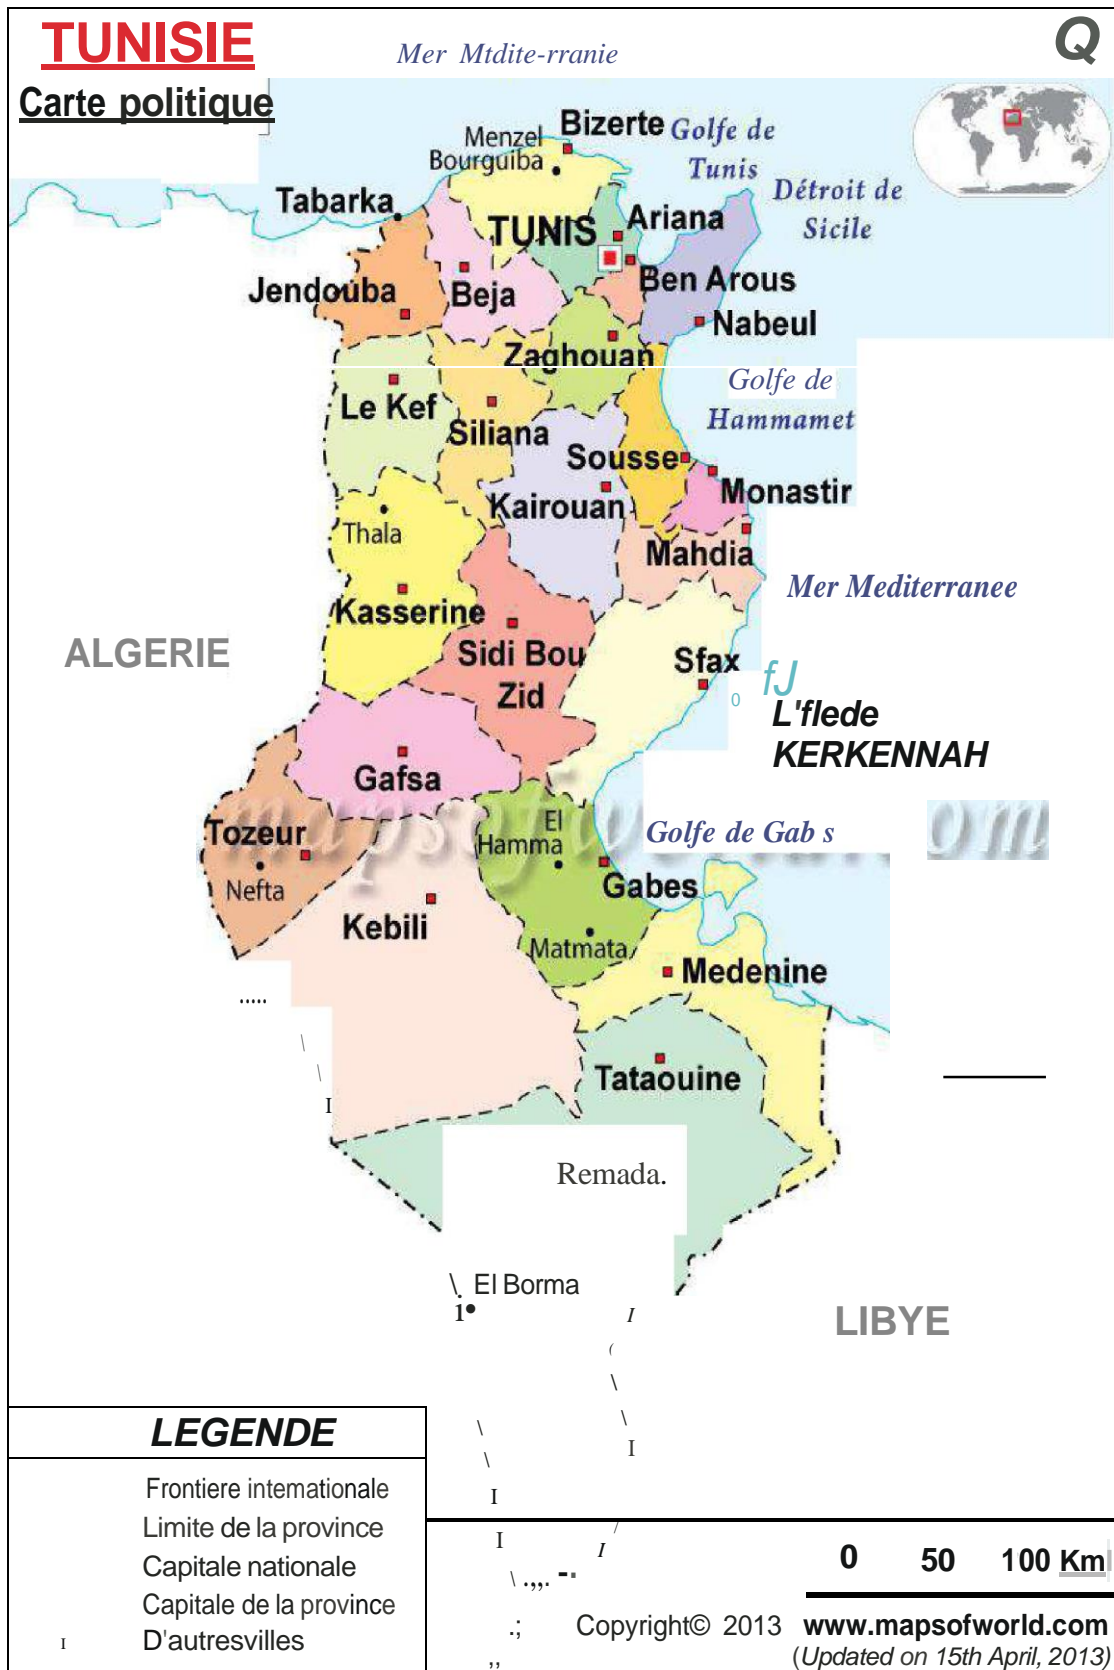 TUNISIE
Q
Mer Mtdite-rranie
Carte politique
Menzel
Bourguiba
Bizerte
Golfe de
Tunis
Détroit de
Sicile
Tabarka
TUNIS
Ariana
Jendouba
Beja
Ben Arous
Nabeul
Zaghouan
Golfe de
Hammamet
Le Kef
Siliana
Sousse
Kairouan
Monastir
Thala
Mahdia
Mer Mediterranee
Kasserine
ALGERIE
Sidi Bou
Zid
Sfax
0
fJ
L'flede
KERKENNAH
Gafsa
Tozeur
El
Hamma
Golfe de Gab s
om
Nefta
Gabes
Kebili
Matmata
Medenine
.....
Tataouine
Remada.
\ El Borma
i•
LIBYE
LEGENDE
Frontiere intemationale
Limite de la province
Capitale nationale
Capitale de la province
D'autresvilles
0 50 100 Km
Copyright© 2013 www.mapsofworld.com
(Updated on 15th April, 2013)